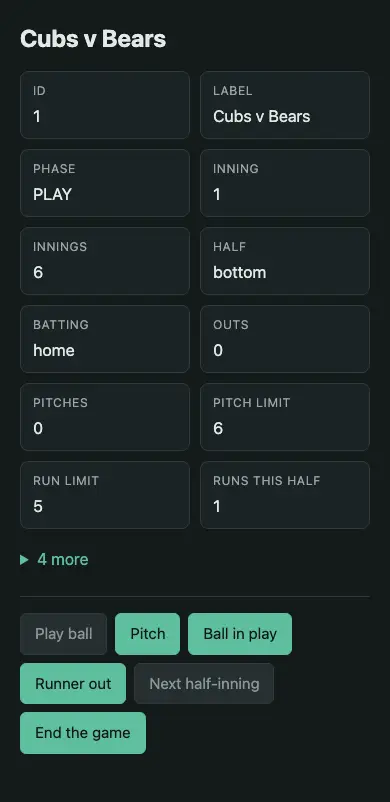 Cubs v Bears
ID
1
LABEL
Cubs v Bears
PHASE
PLAY
INNING
1
INNINGS
6
HALF
bottom
BATTING
home
OUTS
0
PITCHES
0
PITCH LIMIT
6
RUN LIMIT
5
RUNS THIS HALF
1
4 more
Play ball
Pitch
Ball in play
Runner out
Next half-inning
End the game